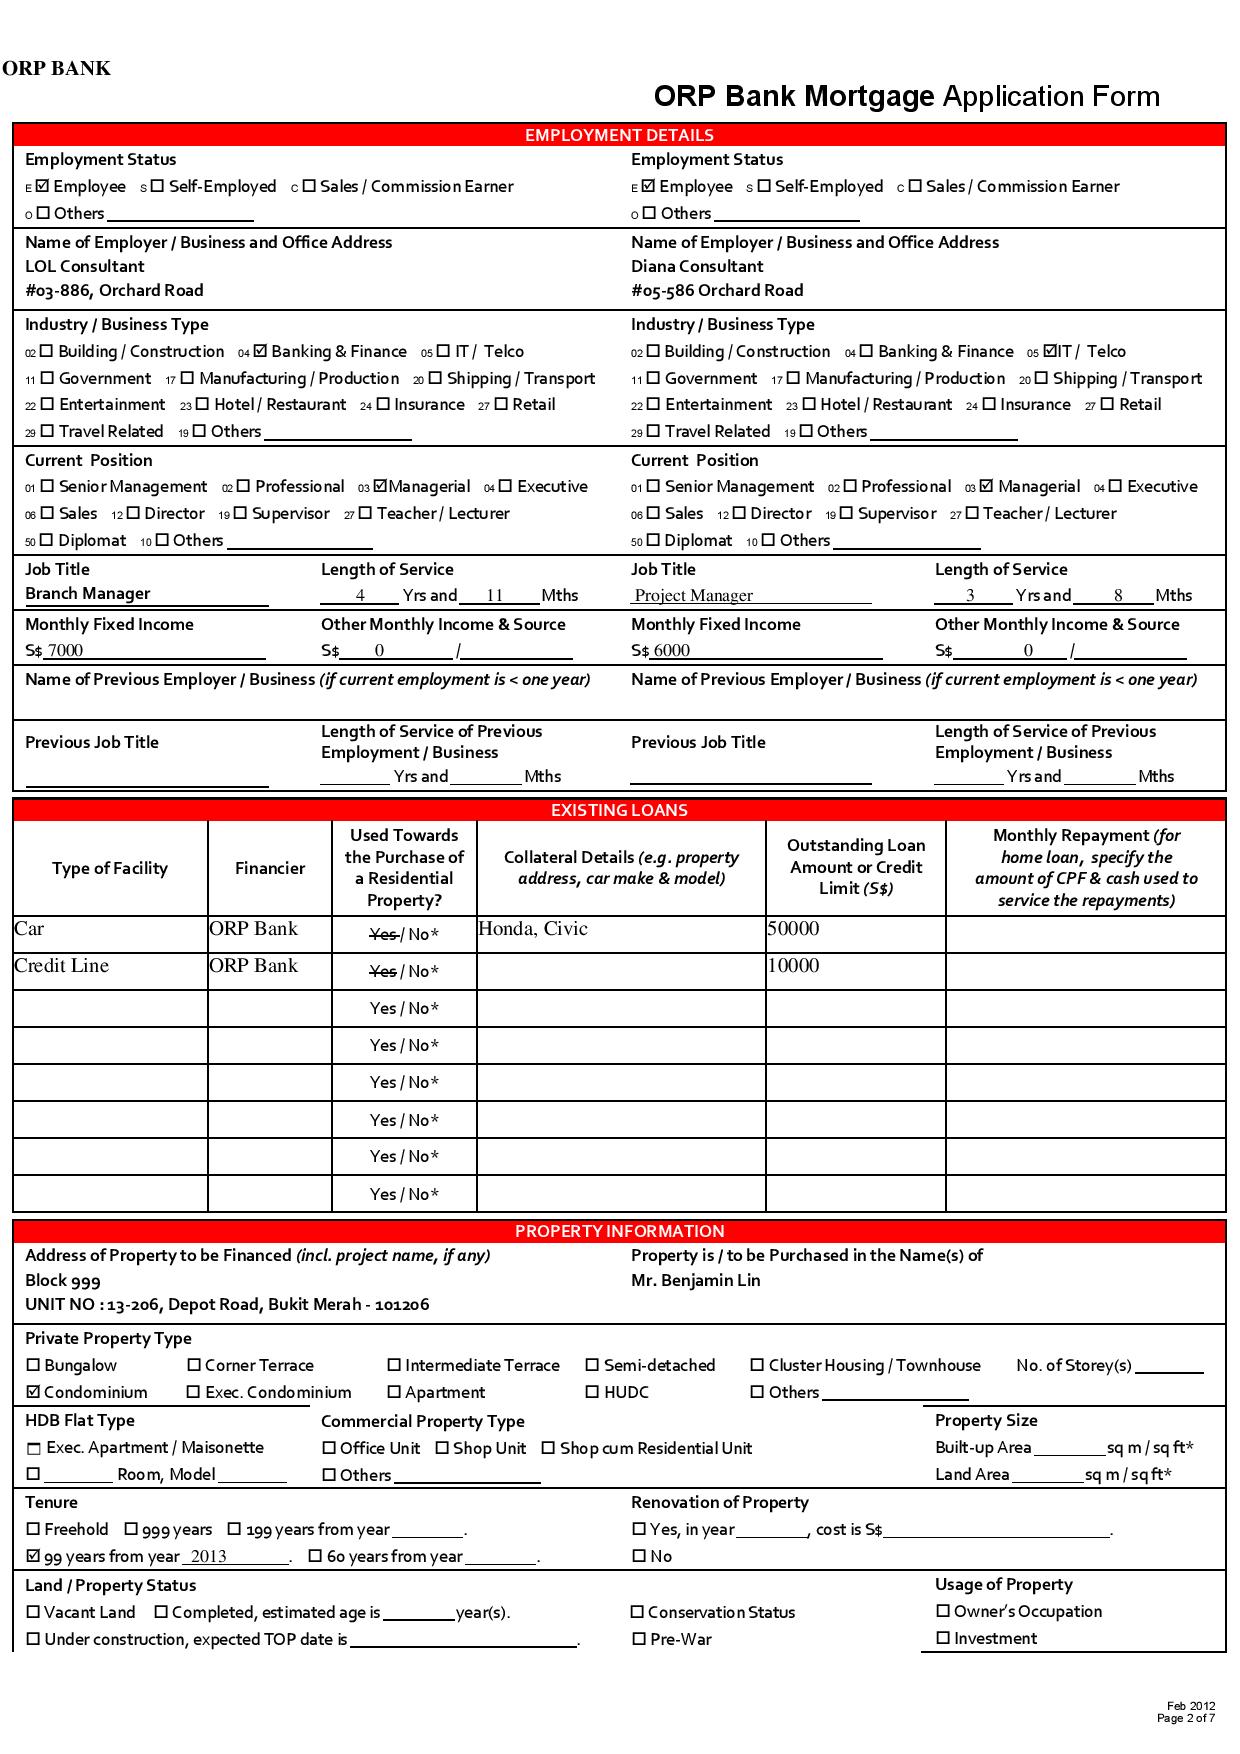 ORP BANK
ORP Bank Mortgage Application Form
EMPLOYMENT DETAILS
Employment Status Employment Status
E ☑ Employee S ☐ Self-Employed C ☐ Sales / Commission Earner E ☑ Employee S ☐ Self-Employed C ☐ Sales / Commission Earner
O ☐ Others ________ O ☐ Others ________
Name of Employer / Business and Office Address Name of Employer / Business and Office Address
LOL Consultant Diana Consultant
#03-886, Orchard Road #05-586 Orchard Road
Industry / Business Type Industry / Business Type
02 ☐ Building / Construction 04 ☑ Banking & Finance 05 ☐ IT / Telco 02 ☐ Building / Construction 04 ☐ Banking & Finance 05 ☑ IT / Telco
11 ☐ Government 17 ☐ Manufacturing / Production 20 ☐ Shipping / Transport 11 ☐ Government 17 ☐ Manufacturing / Production 20 ☐ Shipping / Transport
22 ☐ Entertainment 23 ☐ Hotel / Restaurant 24 ☐ Insurance 27 ☐ Retail 22 ☐ Entertainment 23 ☐ Hotel / Restaurant 24 ☐ Insurance 27 ☐ Retail
29 ☐ Travel Related 19 ☐ Others ________ 29 ☐ Travel Related 19 ☐ Others ________
Current Position Current Position
01 ☐ Senior Management 02 ☐ Professional 03 ☑ Managerial 04 ☐ Executive 01 ☐ Senior Management 02 ☐ Professional 03 ☑ Managerial 04 ☐ Executive
06 ☐ Sales 12 ☐ Director 19 ☐ Supervisor 27 ☐ Teacher / Lecturer 06 ☐ Sales 12 ☐ Director 19 ☐ Supervisor 27 ☐ Teacher / Lecturer
50 ☐ Diplomat 10 ☐ Others ________ 50 ☐ Diplomat 10 ☐ Others ________
Job Title Length of Service Job Title Length of Service
Branch Manager 4 Yrs and 11 Mths Project Manager 3 Yrs and 8 Mths
Monthly Fixed Income Other Monthly Income & Source Monthly Fixed Income Other Monthly Income & Source
S$ 7000 S$ 0 / ________ S$ 6000 S$ 0 / ________
Name of Previous Employer / Business (if current employment is < one year) Name of Previous Employer / Business (if current employment is < one year)
Previous Job Title Length of Service of Previous Previous Job Title Length of Service of Previous
Employment / Business Employment / Business
________ Yrs and ________ Mths ________ Yrs and ________ Mths
EXISTING LOANS
Type of Facility Financier Used Towards the Purchase of a Residential Property? Collateral Details (e.g. property address, car make & model) Outstanding Loan Amount or Credit Limit (S$) Monthly Repayment (for home loan, specify the amount of CPF & cash used to service the repayments)
Car ORP Bank Yes / No* Honda, Civic 50000
Credit Line ORP Bank Yes / No* 10000
Yes / No*
Yes / No*
Yes / No*
Yes / No*
Yes / No*
Yes / No*
PROPERTY INFORMATION
Address of Property to be Financed (incl. project name, if any) Property is / to be Purchased in the Name(s) of
Block 999 Mr. Benjamin Lin
UNIT NO : 13-206, Depot Road, Bukit Merah - 101206
Private Property Type
☐ Bungalow ☐ Corner Terrace ☐ Intermediate Terrace ☐ Semi-detached ☐ Cluster Housing / Townhouse No. of Storey(s) ________
☑ Condominium ☐ Exec. Condominium ☐ Apartment ☐ HUDC ☐ Others ________
HDB Flat Type Commercial Property Type Property Size
☐ Exec. Apartment / Maisonette ☐ Office Unit ☐ Shop Unit ☐ Shop cum Residential Unit Built-up Area ________ sq m / sq ft*
☐ ________ Room, Model ________ ☐ Others ________ Land Area ________ sq m / sq ft*
Tenure Renovation of Property
☐ Freehold ☐ 999 years ☐ 199 years from year ________. ☐ Yes, in year ________, cost is S$ ________.
☑ 99 years from year 2013. ☐ 60 years from year ________. ☐ No
Land / Property Status Usage of Property
☐ Vacant Land ☐ Completed, estimated age is ________ year(s). ☐ Conservation Status ☐ Owner's Occupation
☐ Under construction, expected TOP date is ________. ☐ Pre-War ☐ Investment
Feb 2012
Page 2 of 7